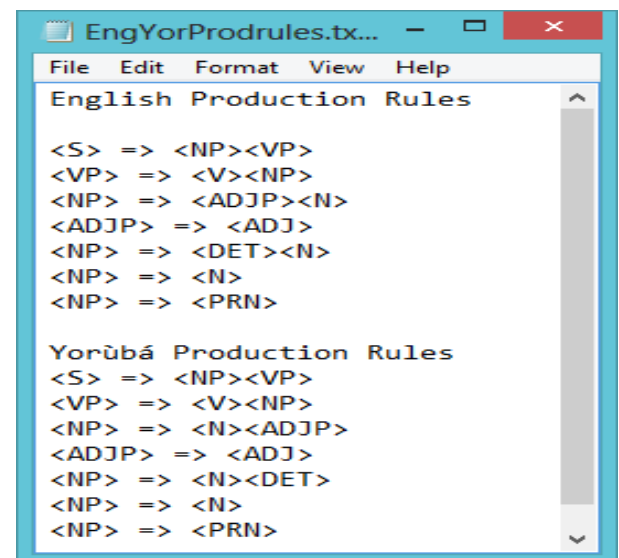 EngYorProdrules.tx...
File Edit Format View Help
English Production Rules
<S> => <NP><VP>
<VP> => <V><NP>
<NP> => <ADJP><N>
<ADJP> => <ADJ>
<NP> => <DET><N>
<NP> => <N>
<NP> => <PRN>
Yorùbá Production Rules
<S> => <NP><VP>
<VP> => <V><NP>
<NP> => <N><ADJP>
<ADJP> => <ADJ>
<NP> => <N><DET>
<NP> => <N>
<NP> => <PRN>